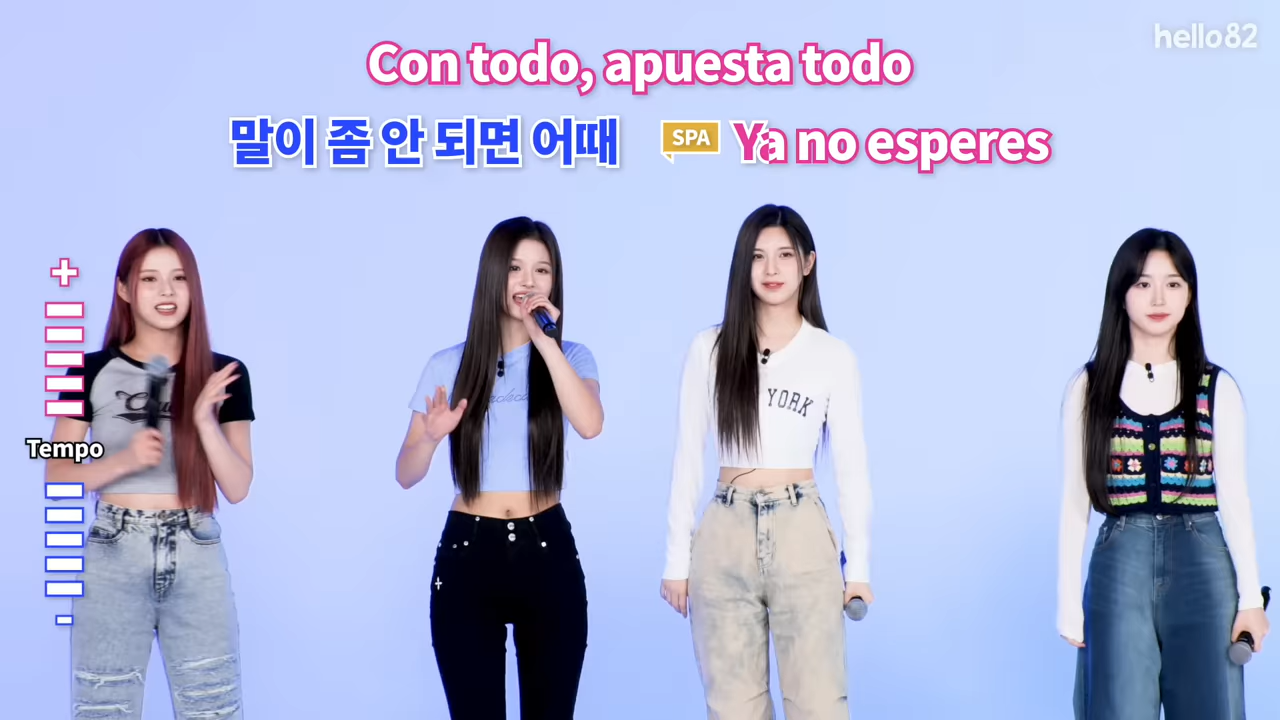 hello82
Con todo, apuesta todo
말이 좀 안 되면 어때 SPA Ya no esperes
YORK
+
Tempo
-